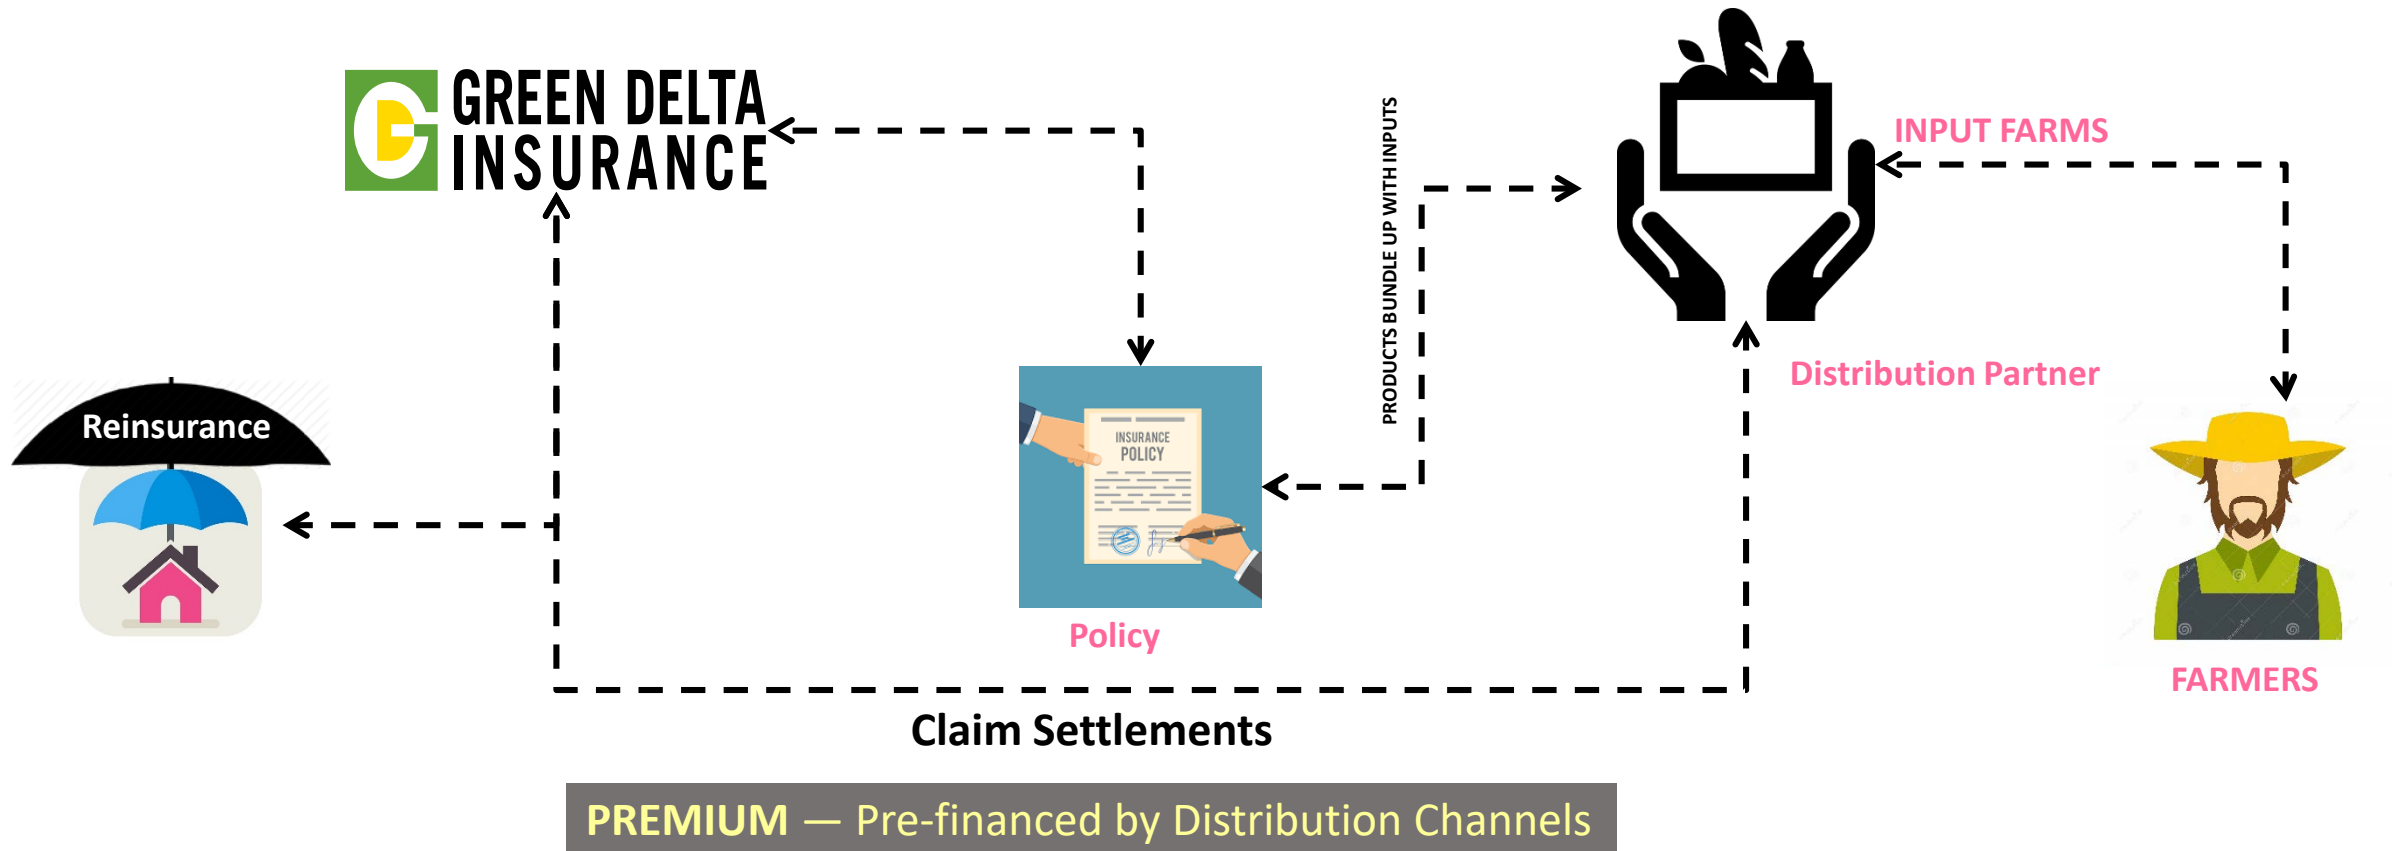 GREEN DELTA
INSURANCE
PRODUCTS BUNDLE UP WITH INPUTS
INPUT FARMS
Reinsurance
Distribution Partner
INSURANCE
POLICY
Policy
FARMERS
Claim Settlements
PREMIUM — Pre-financed by Distribution Channels